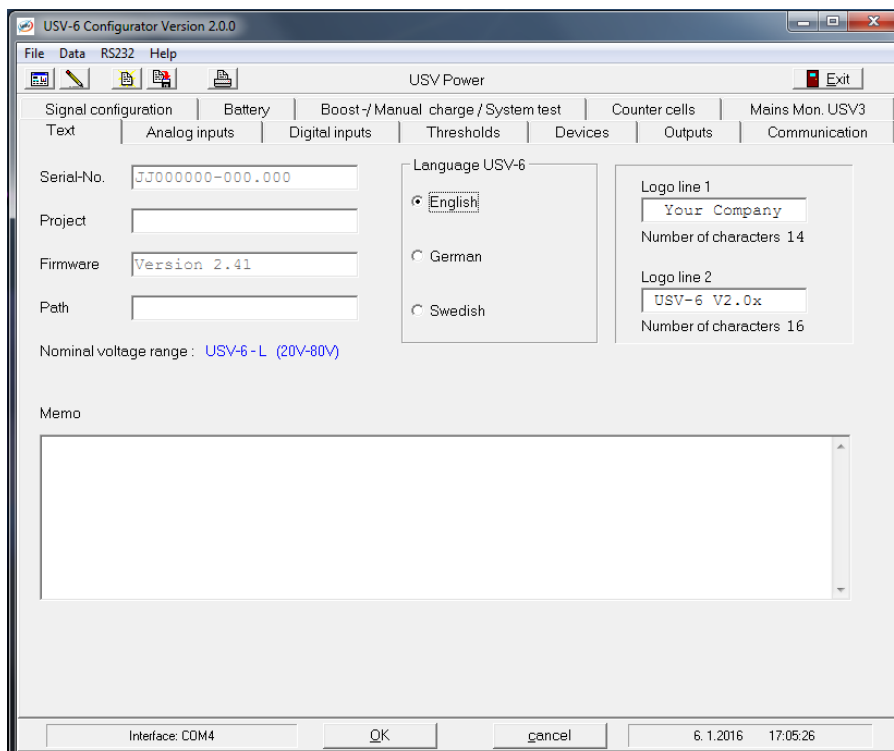 USV-6 Configurator Version 2.0.0
File Data RS232 Help
USV Power
Exit
Signal configuration Battery Boost-/ Manual charge / System test Counter cells Mains Mon. USV3
Text Analog inputs Digital inputs Thresholds Devices Outputs Communication
Serial-No. JJ000000-000.000
Project
Firmware Version 2.41
Path
Nominal voltage range : USV-6 - L (20V-80V)
Language USV-6
English
German
Swedish
Logo line 1
Your Company
Number of characters 14
Logo line 2
USV-6 V2.0x
Number of characters 16
Memo
Interface: COM4 OK cancel 6. 1.2016 17:05:26